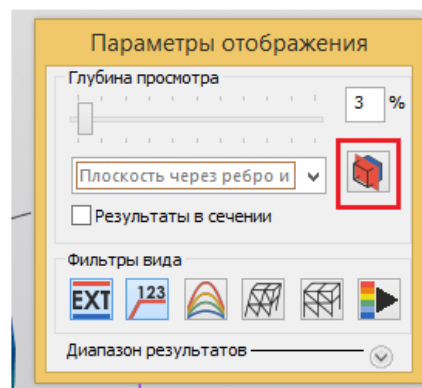 Параметры отображения
Глубина просмотра
3 %
Плоскость через ребро и
Результаты в сечении
Фильтры вида
EXT 123
Диапазон результатов